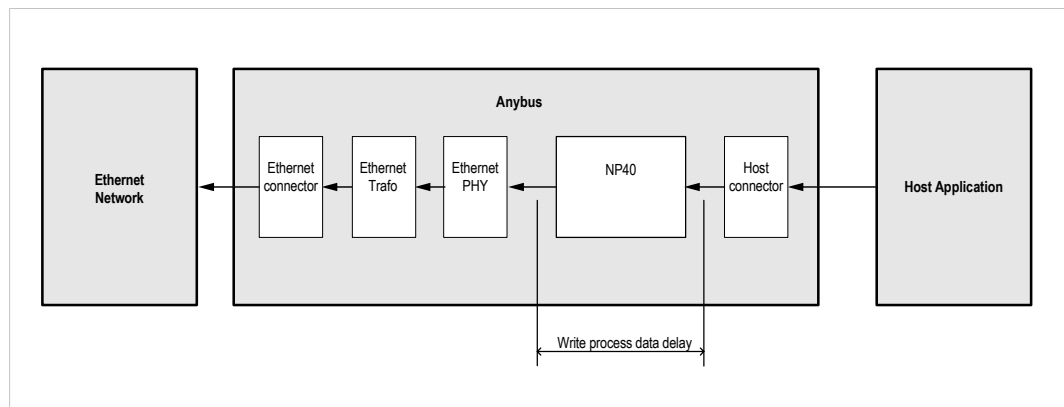 Anybus
Ethernet
Network
Ethernet
connector
Ethernet
Trafo
Ethernet
PHY
NP40
Host
connector
Host Application
Write process data delay